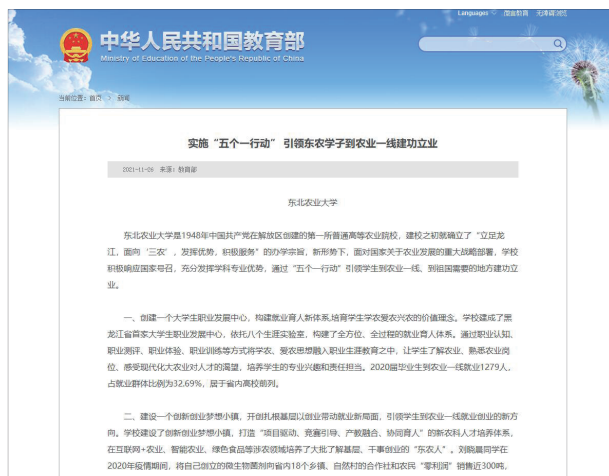 Languages
无障碍浏览
中华人民共和国教育部
Ministry of Education of the People's Republic of China
当前位置：首页 > 新闻
实施“五个一行动” 引领东农学子到农业一线建功立业
2021-11-26 来源：教育部
东北农业大学
东北农业大学是1948年中国共产党在解放区创建的第一所普通高等农业院校，建校之初就确立了“立足龙
江，面向‘三农’，发挥优势，积极服务”的办学宗旨，新形势下，面对国家关于农业发展的重大战略部署，学校
积极响应国家号召，充分发挥学科专业优势，通过“五个一行动”引领学生到农业一线、到祖国需要的地方建功立
业。
一、创建一个大学生职业发展中心，构建就业育人新体系,培育学生学农爱农兴农的价值理念。学校建成了黑
龙江省首家大学生职业发展中心，依托八个生涯实验室，构建了全方位、全过程的就业育人体系。通过职业认知、
职业测评、职业体验、职业训练等方式将学农、爱农思想融入职业生涯教育之中，让学生了解农业、熟悉农业岗
位、感受现代化大农业对人才的渴望，培养学生的专业兴趣和责任担当。2020届毕业生到农业一线就业1279人，
占就业群体比例为32.69%，居于省内高校前列。
二、建设一个创新创业梦想小镇，开创扎根基层以创业带动就业新局面，引领学生到农业一线就业创业的新方
向。学校建设了创新创业梦想小镇，打造“项目驱动、竞赛引导、产教融合、协同育人”的新农科人才培养体系，
在互联网+农业、智能农业、绿色食品等涉农领域培养了大批了解基层、干事创业的“东农人”。刘晓晨同学在
2020年疫情期间，将自己创立的微生物菌剂向省内18个乡镇、自然村的合作社和农民“零利润”销售近300吨，